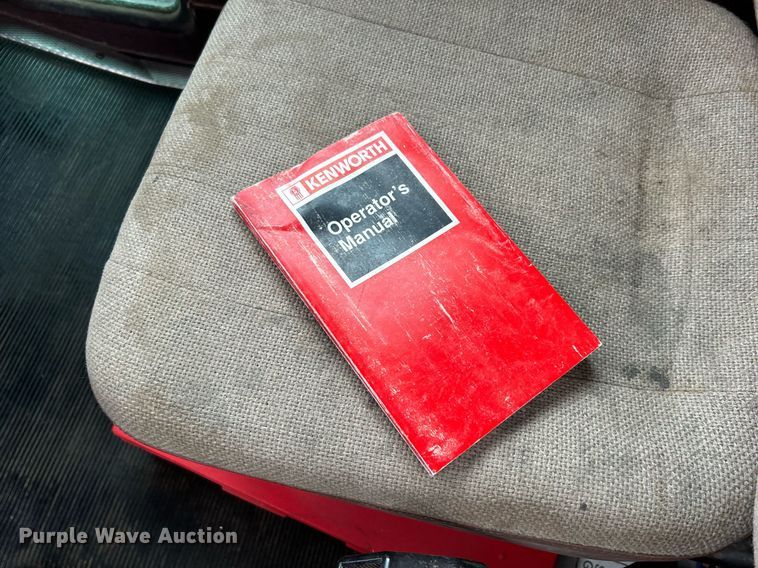 KENWORTH
Operator's
Manual
Purple Wave Auction